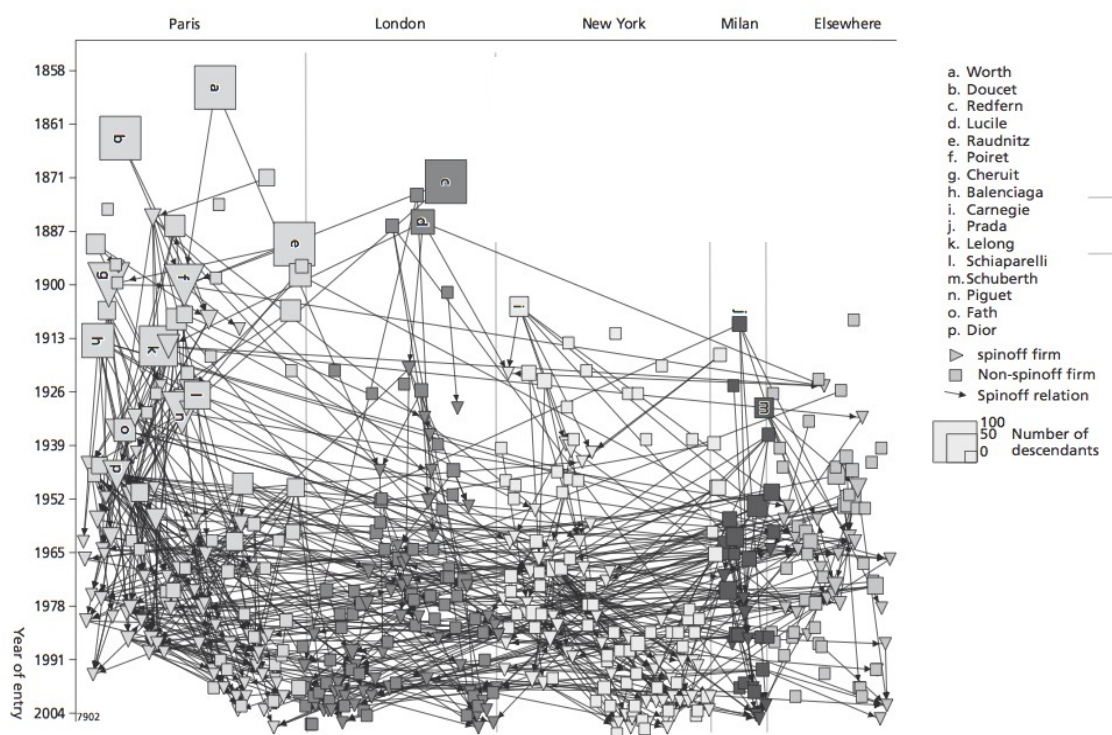 Paris London New York Milan Elsewhere
1858
1861
1871
1887
1900
1913
1926
1939
1952
1965
1978
1991
2004
Year of entry
7902
a
b
c
d
e
f
g
h
i
j
k
l
m
n
o
p
a. Worth
b. Doucet
c. Redfern
d. Lucile
e. Raudnitz
f. Poiret
g. Cheruit
h. Balenciaga
i. Carnegie
j. Prada
k. Lelong
l. Schiaparelli
m. Schuberth
n. Piguet
o. Fath
p. Dior
spinoff firm
Non-spinoff firm
Spinoff relation
100
50
0
Number of
descendants